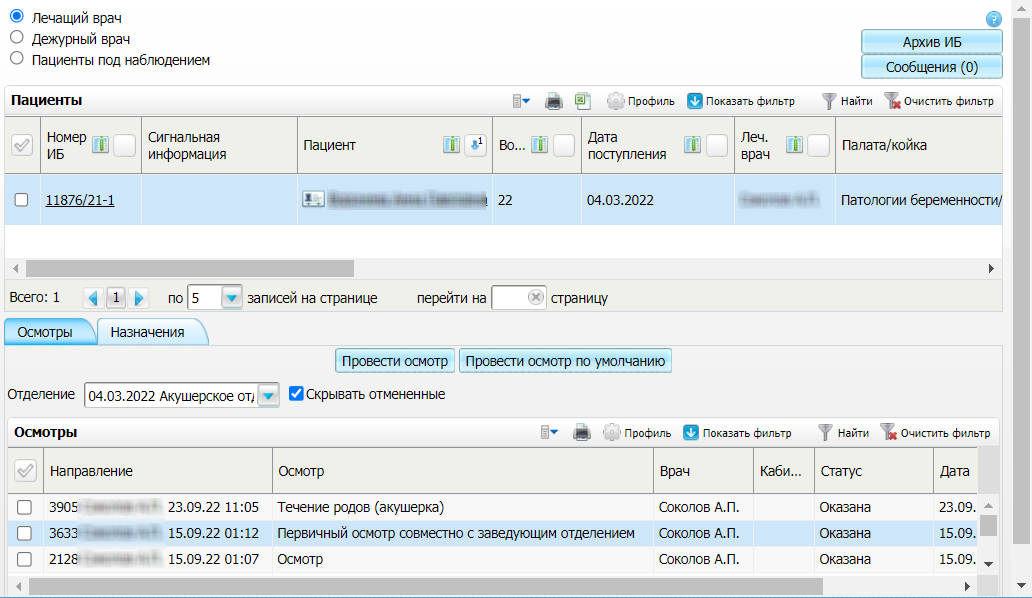 Лечащий врач
Дежурный врач
Пациенты под наблюдением
?
Архив ИБ
Сообщения (0)
Пациенты Профиль Показать фильтр Найти Очистить фильтр
Номер ИБ Сигнальная информация Пациент 1 Во... Дата поступления Леч. врач Палата/койка
11876/21-1 22 04.03.2022 Патологии беременности/
Всего: 1 1 по 5 записей на странице перейти на страницу
Осмотры Назначения
Провести осмотр Провести осмотр по умолчанию
Отделение 04.03.2022 Акушерское от Скрывать отмененные
Осмотры Профиль Показать фильтр Найти Очистить фильтр
Направление Осмотр Врач Каби... Статус Дата
3905 23.09.22 11:05 Течение родов (акушерка) Соколов А.П. Оказана 23.09.
3633 15.09.22 01:12 Первичный осмотр совместно с заведующим отделением Соколов А.П. Оказана 15.09.
2128 15.09.22 01:07 Осмотр Соколов А.П. Оказана 15.09.